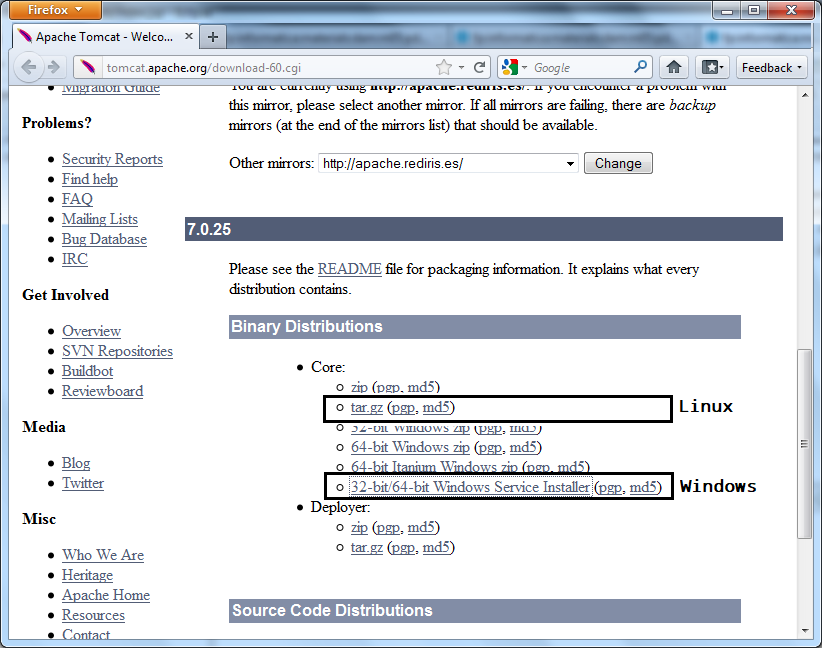 Firefox
Apache Tomcat - Welco...
tomcat.apache.org/download-60.cgi
Google
Feedback
Migration Guide
Problems?
Security Reports
Find help
FAQ
Mailing Lists
Bug Database
IRC
Get Involved
Overview
SVN Repositories
Buildbot
Reviewboard
Media
Blog
Twitter
Misc
Who We Are
Heritage
Apache Home
Resources
Contact
You are currently using http://apache.rediris.es/. If you encounter a problem with
this mirror, please select another mirror. If all mirrors are failing, there are backup
mirrors (at the end of the mirrors list) that should be available.
Other mirrors: http://apache.rediris.es/ Change
7.0.25
Please see the README file for packaging information. It explains what every
distribution contains.
Binary Distributions
Core:
zip (pgp, md5)
tar.gz (pgp, md5) Linux
32-bit Windows zip (pgp, md5)
64-bit Windows zip (pgp, md5)
64-bit Itanium Windows zip (pgp, md5)
32-bit/64-bit Windows Service Installer (pgp, md5) Windows
Deployer:
zip (pgp, md5)
tar.gz (pgp, md5)
Source Code Distributions